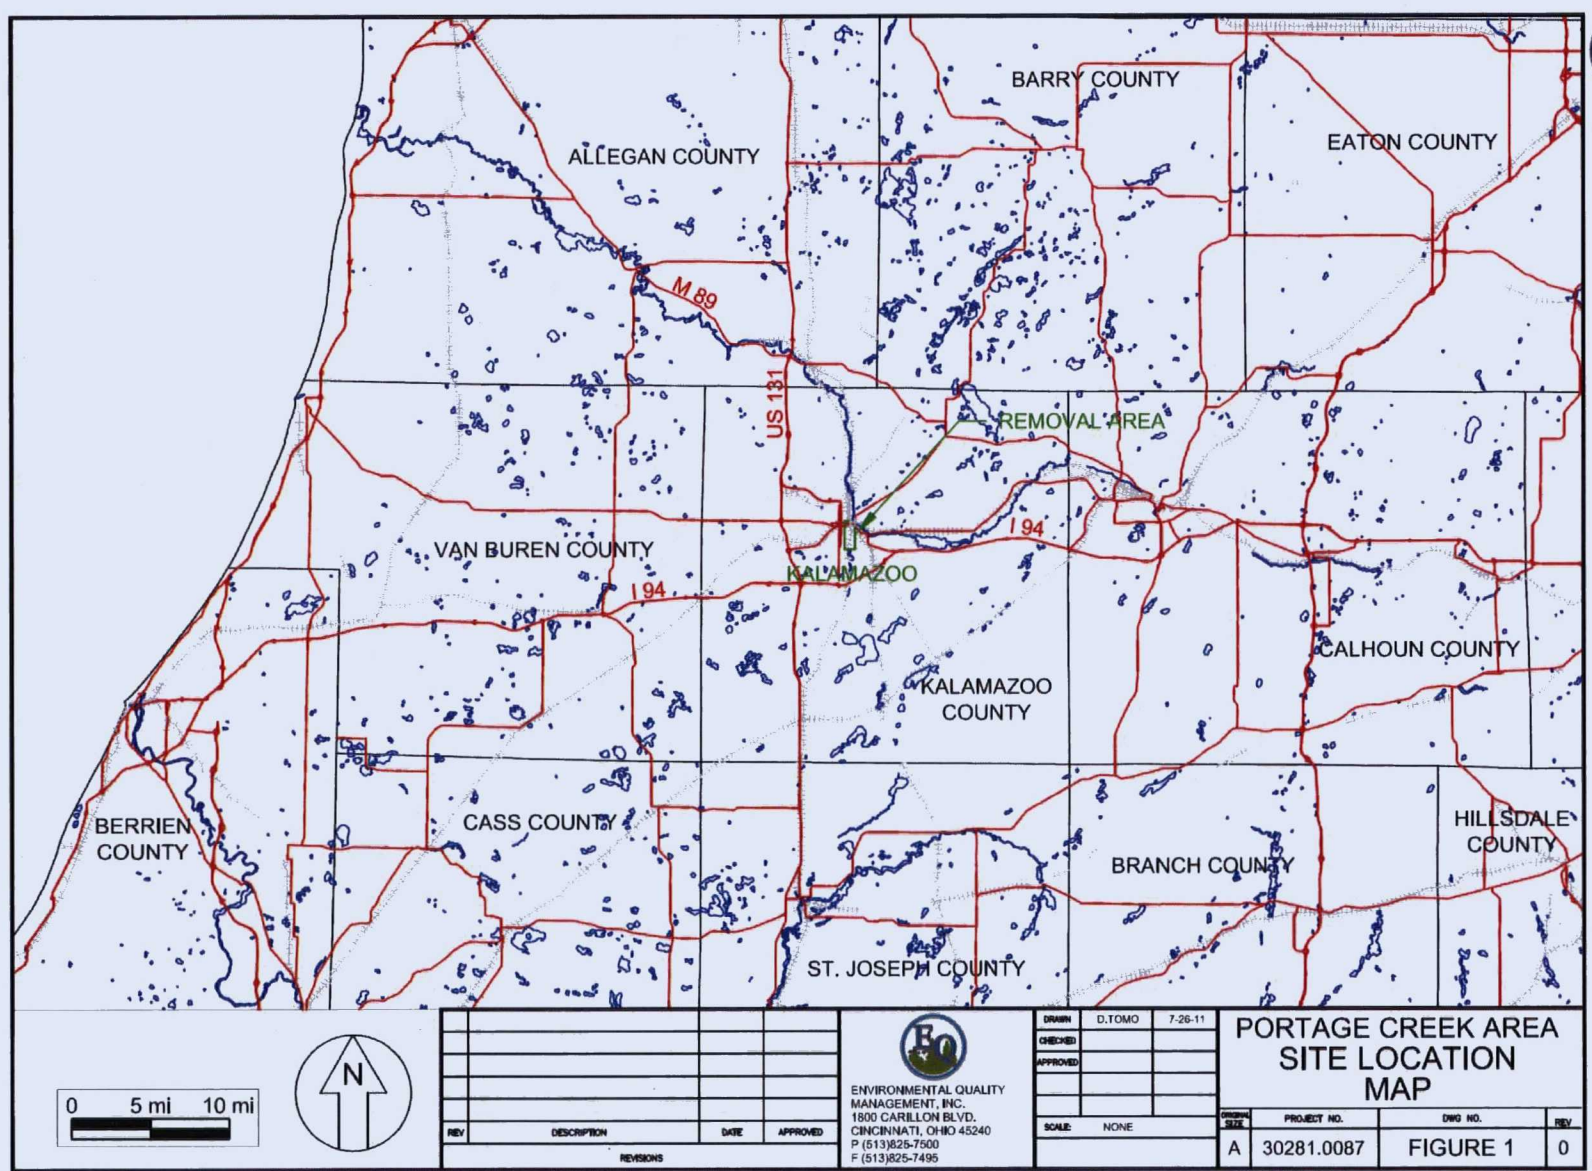 BARRY COUNTY
EATON COUNTY
ALLEGAN COUNTY
M 89
US 131
REMOVAL AREA
I 94
VAN BUREN COUNTY
KALAMAZOO
I 94
CALHOUN COUNTY
KALAMAZOO
COUNTY
BERRIEN
COUNTY
CASS COUNTY
HILLSDALE
COUNTY
BRANCH COUNTY
ST. JOSEPH COUNTY
0 5 mi 10 mi
N
REV DESCRIPTION DATE APPROVED
REVISIONS
EQ
ENVIRONMENTAL QUALITY
MANAGEMENT, INC.
1800 CARILLON BLVD.
CINCINNATI, OHIO 45240
P (513)825-7500
F (513)825-7495
DRAWN D.TOMO 7-26-11
CHECKED
APPROVED
SCALE: NONE
PORTAGE CREEK AREA
SITE LOCATION
MAP
ORIGINAL SIZE PROJECT NO. DWG NO. REV
A 30281.0087 FIGURE 1 0